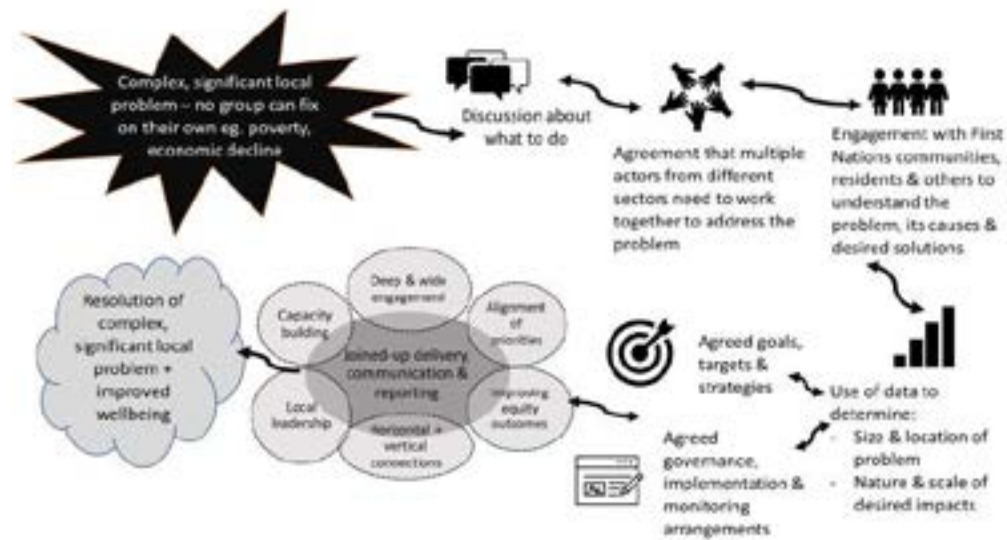 Complex, significant local
problem – no group can fix
on their own eg. poverty,
economic decline
Discussion about
what to do
Agreement that multiple
actors from different
sectors need to work
together to address the
problem
Engagement with First
Nations communities,
residents & others to
understand the
problem, its causes &
desired solutions
Use of data to
determine:
- Size & location of
problem
- Nature & scale of
desired impacts
Agreed goals,
targets &
strategies
Agreed
governance,
implementation &
monitoring
arrangements
Deep & wide
engagement
Alignment of
priorities
Improving
equity
outcomes
Horizontal +
vertical
connections
Local
leadership
Capacity
building
Joined-up delivery,
communication &
reporting
Resolution of
complex,
significant local
problem +
improved
wellbeing